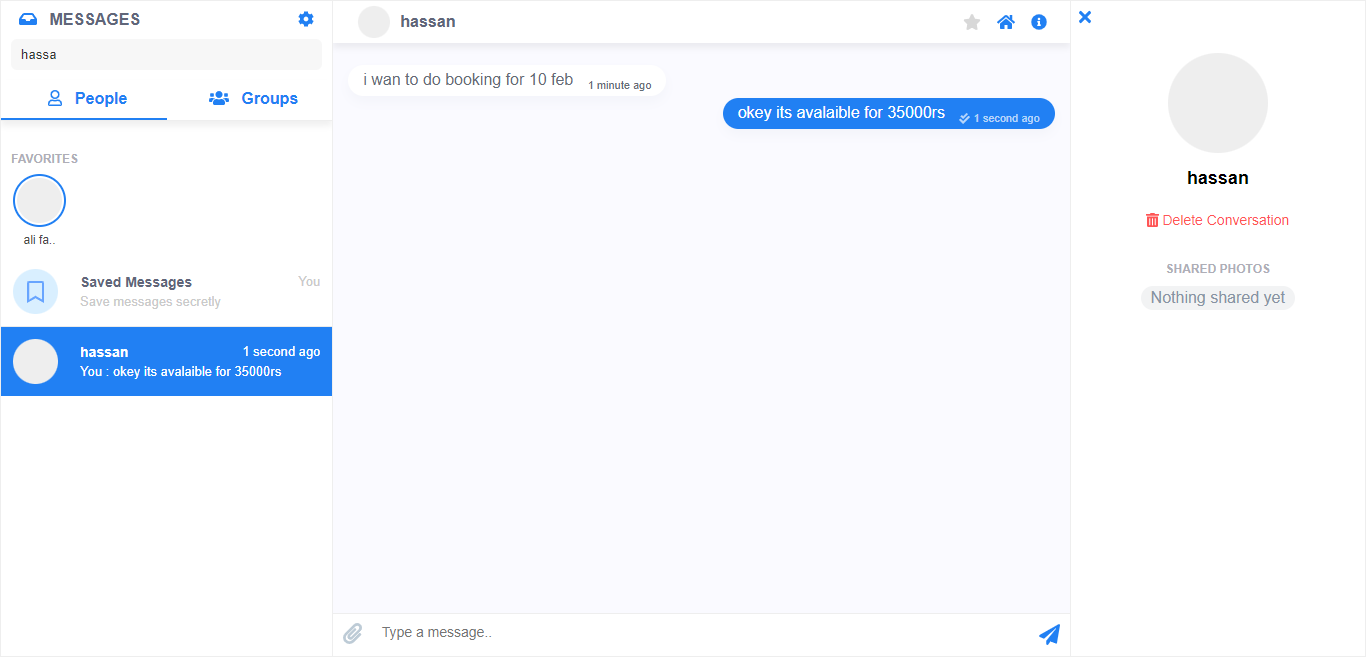 MESSAGES
hassa
People
Groups
FAVORITES
ali fa..
Saved Messages
You
Save messages secretly
hassan
1 second ago
You : okey its avalaible for 35000rs
hassan
i wan to do booking for 10 feb
1 minute ago
okey its avalaible for 35000rs
1 second ago
Type a message..
hassan
Delete Conversation
SHARED PHOTOS
Nothing shared yet